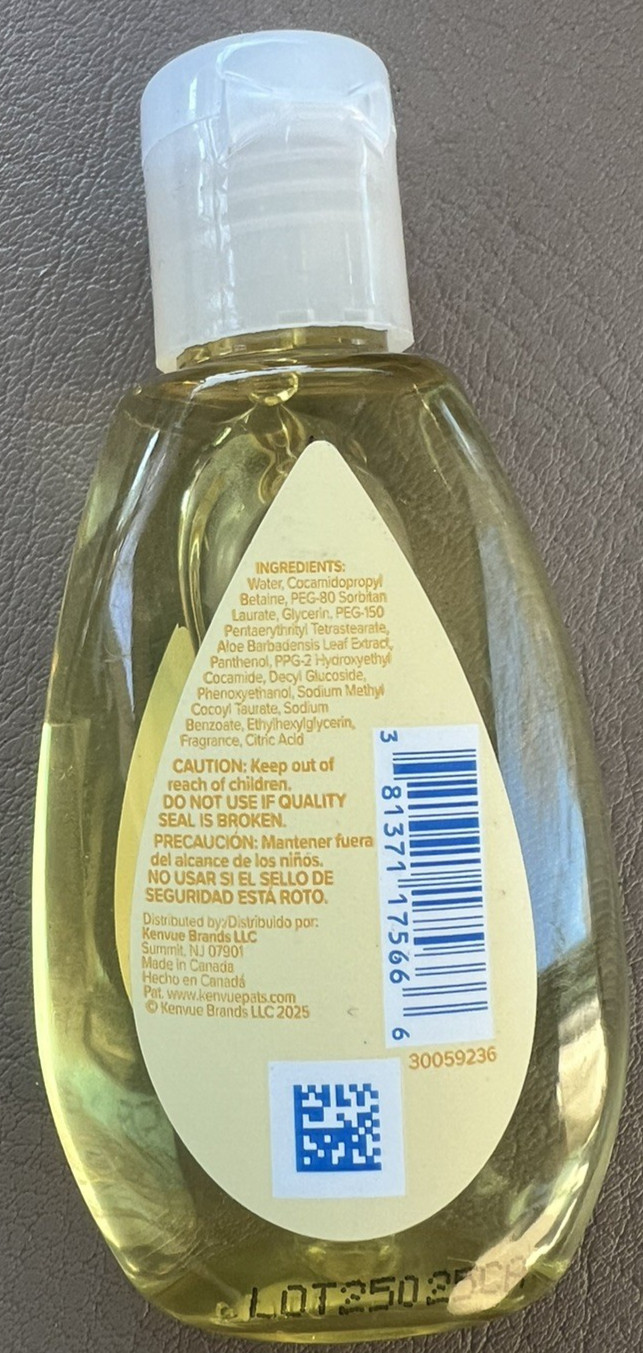 INGREDIENTS:
Water, Cocamidopropyl
Betaine, PEG-80 Sorbitan
Laurate, Glycerin, PEG-150
Pentaerythrityl Tetrastearate,
Aloe Barbadensis Leaf Extract,
Panthenol, PPG-2 Hydroxyethyl
Cocamide, Decyl Glucoside,
Phenoxyethanol, Sodium Methyl
Cocoyl Taurate, Sodium
Benzoate, Ethylhexylglycerin,
Fragrance, Citric Acid
CAUTION: Keep out of
reach of children.
DO NOT USE IF QUALITY
SEAL IS BROKEN.
PRECAUCIÓN: Mantener fuera
del alcance de los niños.
NO USAR SI EL SELLO DE
SEGURIDAD ESTÁ ROTO.
Distributed by:/Distribuido por:
Kenvue Brands LLC
Summit, NJ 07901
Made in Canada
Hecho en Canadá
Pat. www.kenvuepats.com
© Kenvue Brands LLC 2025
3 81371 17566 6
30059236
LOT